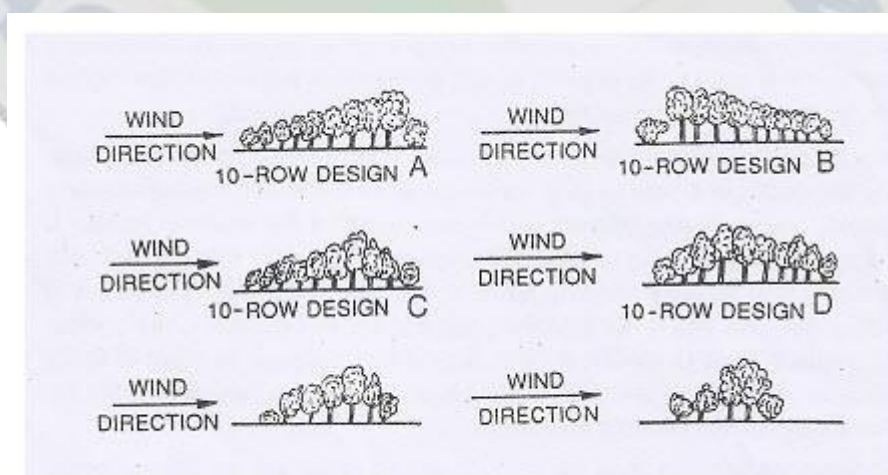 WIND
DIRECTION
10-ROW DESIGN A
WIND
DIRECTION
10-ROW DESIGN B
WIND
DIRECTION
10-ROW DESIGN C
WIND
DIRECTION
10-ROW DESIGN D
WIND
DIRECTION
WIND
DIRECTION